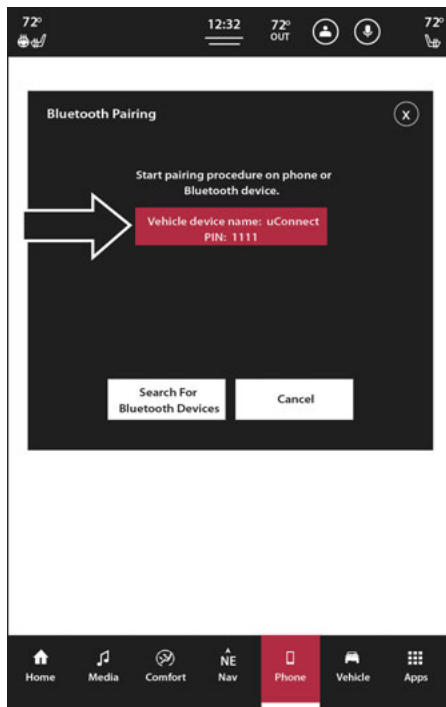 72°
12:32
72°
OUT
72°
Bluetooth Pairing
X
Start pairing procedure on phone or
Bluetooth device.
Vehicle device name: uConnect
PIN: 1111
Search For
Bluetooth Devices
Cancel
NE
Home
Media
Comfort
Nav
Phone
Vehicle
Apps